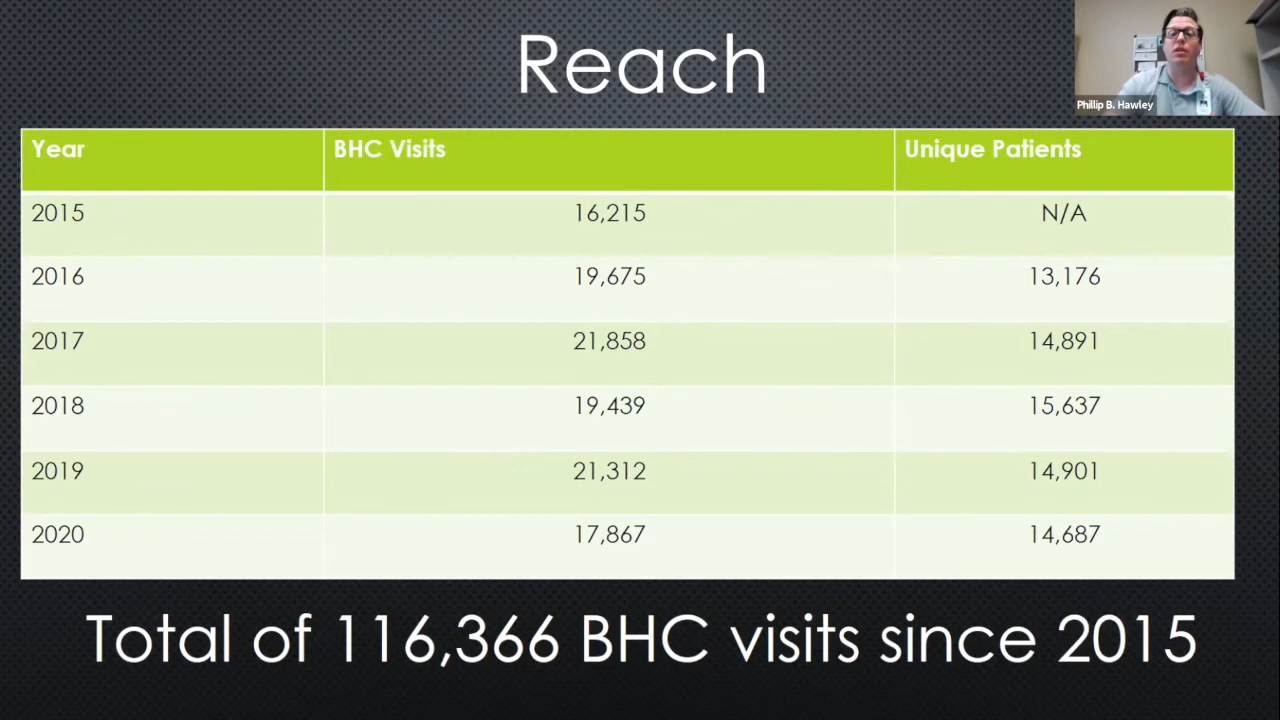 Reach
Phillip B. Hawley
Year BHC Visits Unique Patients
2015 16,215 N/A
2016 19,675 13,176
2017 21,858 14,891
2018 19,439 15,637
2019 21,312 14,901
2020 17,867 14,687
Total of 116,366 BHC visits since 2015